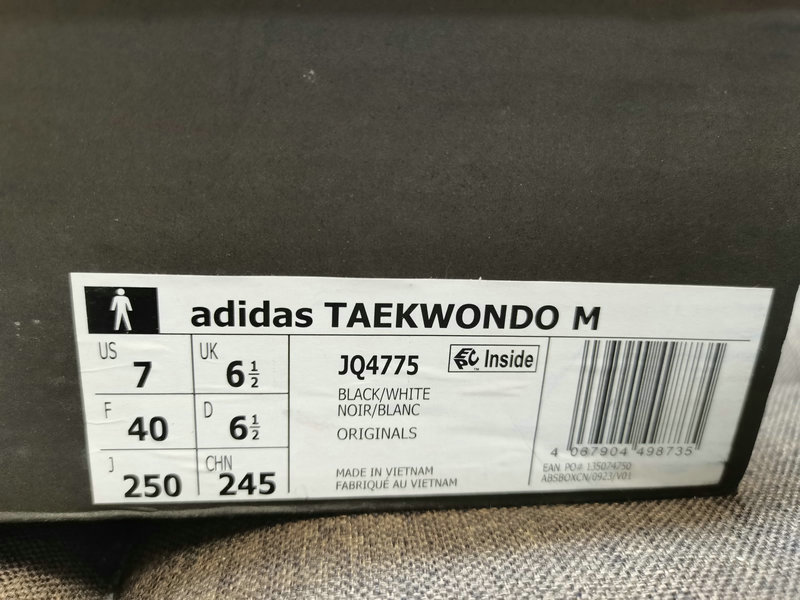 adidas TAEKWONDO M
US 7 UK 6 1/2
F 40 D 6 1/2
J 250 CHN 245
JQ4775
EPC Inside
BLACK/WHITE
NOIR/BLANC
ORIGINALS
MADE IN VIETNAM
FABRIQUÉ AU VIETNAM
4 067904 498735
EAN. PO# 135074750
ABSBOXCN/0923/V01